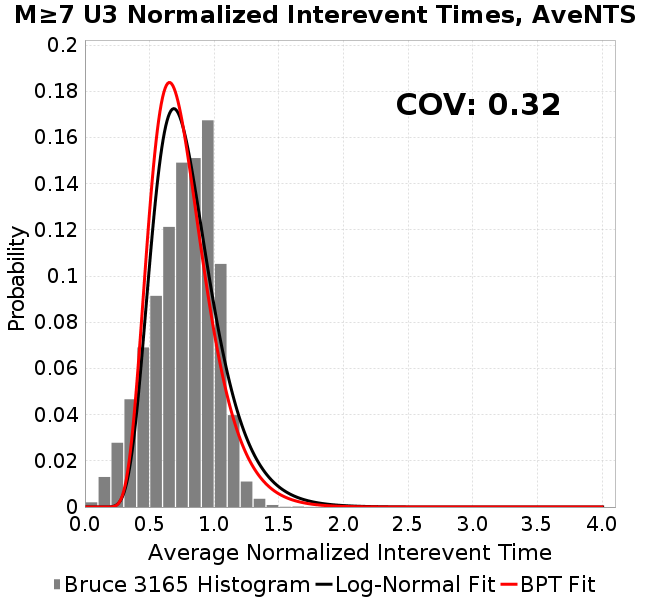 M≥7 U3 Normalized Interevent Times, AveNTS
COV: 0.32
Probability
0.2
0.18
0.16
0.14
0.12
0.1
0.08
0.06
0.04
0.02
0
0.0 0.5 1.0 1.5 2.0 2.5 3.0 3.5 4.0
Average Normalized Interevent Time
Bruce 3165 Histogram Log-Normal Fit BPT Fit